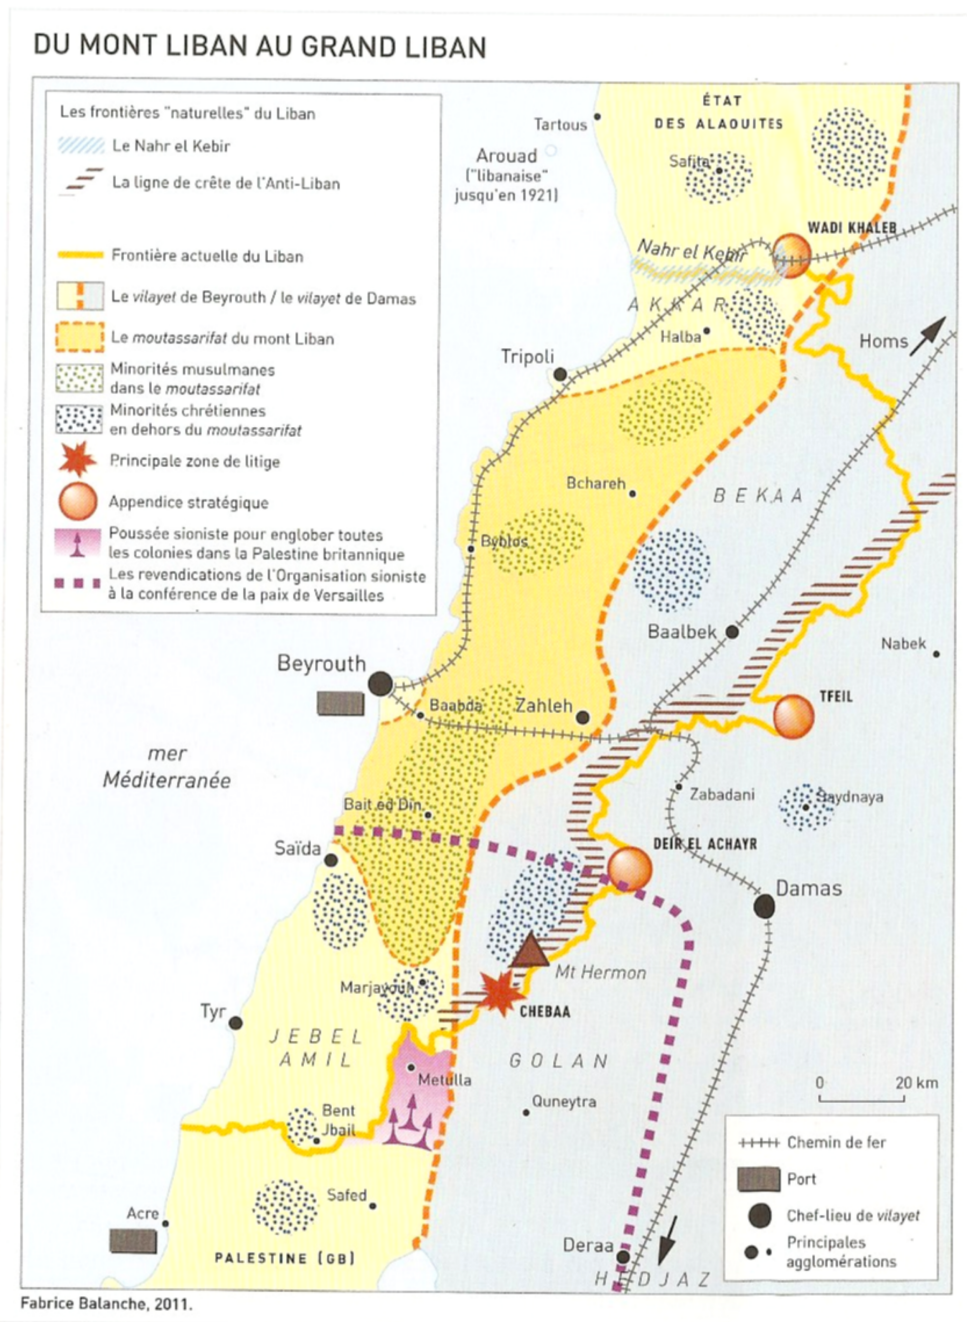 DU MONT LIBAN AU GRAND LIBAN
Les frontières "naturelles" du Liban
Le Nahr el Kebir
La ligne de crête de l'Anti-Liban
Frontière actuelle du Liban
Le vilayet de Beyrouth / le vilayet de Damas
Le moutassarifat du mont Liban
Minorités musulmanes
dans le moutassarifat
Minorités chrétiennes
en dehors du moutassarifat
Principale zone de litige
Appendice stratégique
Poussée sioniste pour englober toutes
les colonies dans la Palestine britannique
Les revendications de l'Organisation sioniste
à la conférence de la paix de Versailles
ÉTAT
DES ALAOUITES
Tartous
Arouad
("libanaise"
jusqu'en 1921)
Safita
WADI KHALEB
Nahr el Kebir
AKKAR
Halba
Homs
Tripoli
Bchareh
BEKAA
Byblos
Baalbek
Nabek
Beyrouth
Baabda
Zahleh
TFEIL
mer
Méditerranée
Zabadani
Saydnaya
Bait ed Din
DEIR EL ACHAYR
Saïda
Damas
Mt Hermon
Marjayoun
CHEBAA
Tyr
JEBEL
AMIL
GOLAN
Metulla
0 20 km
Quneytra
Bent
Jbail
Safed
Acre
PALESTINE (GB)
Deraa
HEDJAZ
Chemin de fer
Port
Chef-lieu de vilayet
Principales
agglomérations
Fabrice Balanche, 2011.